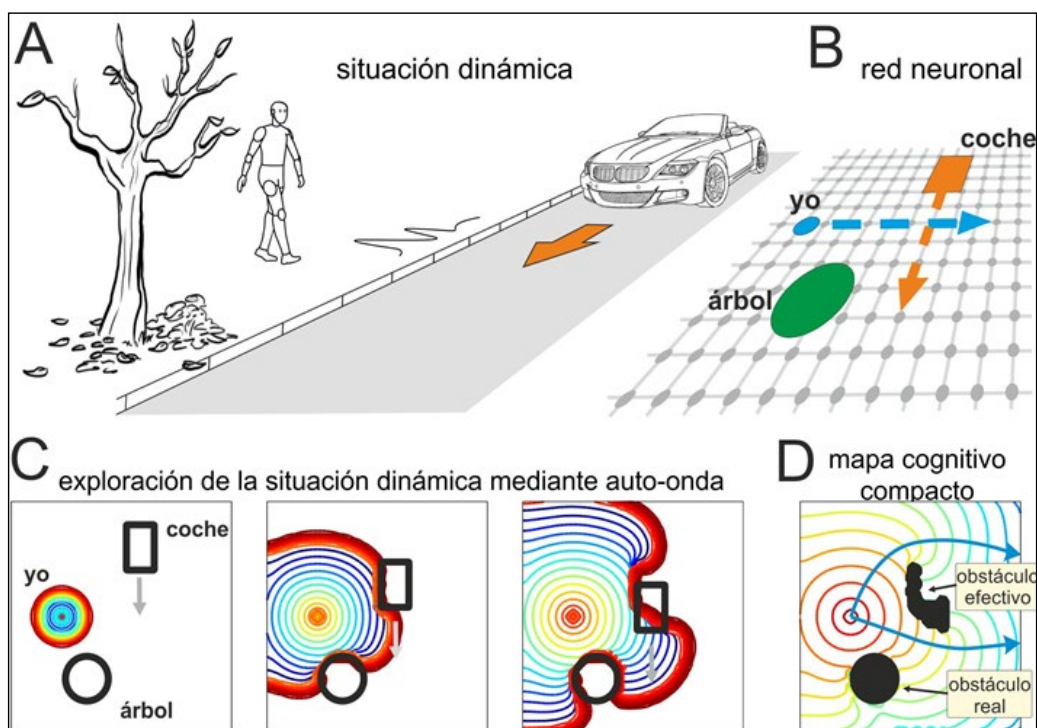 A
situación dinámica
B
red neuronal
coche
yo
árbol
C
exploración de la situación dinámica mediante auto-onda
D
mapa cognitivo
compacto
coche
yo
árbol
obstáculo
efectivo
obstáculo
real